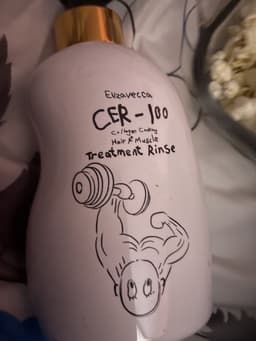 Elizavecca
CER-100
Collagen Coating
Hair A+ Muscle
Treatment Rinse